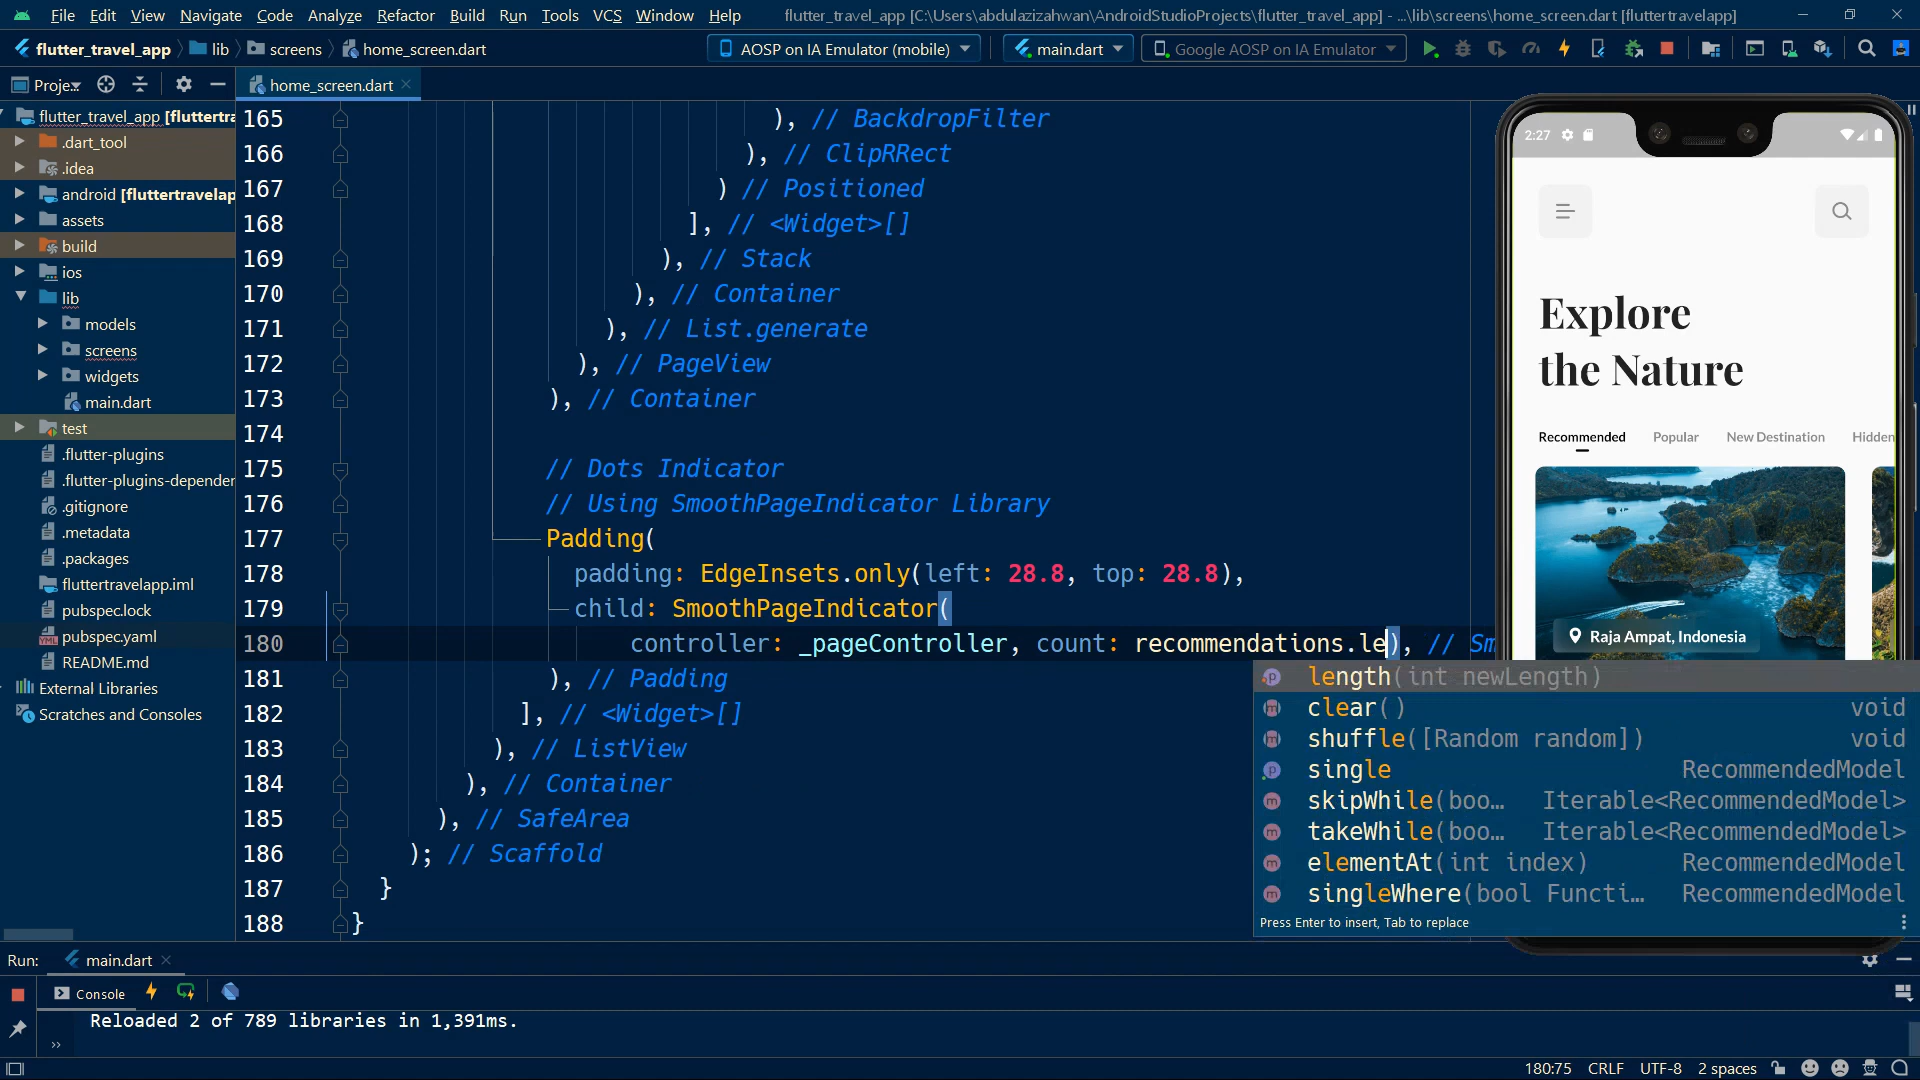 File Edit View Navigate Code Analyze Refactor Build Run Tools VCS Window Help flutter_travel_app [C:\Users\abdulazizahwan\AndroidStudioProjects\flutter_travel_app] - ...\lib\screens\home_screen.dart [fluttertravelapp]
flutter_travel_app lib screens home_screen.dart AOSP on IA Emulator (mobile) main.dart Google AOSP on IA Emulator
Proje home_screen.dart
flutter_travel_app [fluttertra
.dart_tool
.idea
android [fluttertravelap
assets
build
ios
lib
models
screens
widgets
main.dart
test
.flutter-plugins
.flutter-plugins-depender
.gitignore
.metadata
.packages
fluttertravelapp.iml
pubspec.lock
pubspec.yaml
README.md
External Libraries
Scratches and Consoles
165 ), // BackdropFilter
166 ), // ClipRRect
167 ) // Positioned
168 ], // <Widget>[]
169 ), // Stack
170 ), // Container
171 ), // List.generate
172 ), // PageView
173 ), // Container
174
175 // Dots Indicator
176 // Using SmoothPageIndicator Library
177 Padding(
178 padding: EdgeInsets.only(left: 28.8, top: 28.8),
179 child: SmoothPageIndicator(
180 controller: _pageController, count: recommendations.le), // Sm
181 ), // Padding
182 ], // <Widget>[]
183 ), // ListView
184 ), // Container
185 ), // SafeArea
186 ); // Scaffold
187 }
188 }
length(int newLength)
clear() void
shuffle([Random random]) void
single RecommendedModel
skipWhile(boo... Iterable<RecommendedModel>
takeWhile(boo... Iterable<RecommendedModel>
elementAt(int index) RecommendedModel
singleWhere(bool Functi... RecommendedModel
Press Enter to insert, Tab to replace
2:27
Explore
the Nature
Recommended Popular New Destination Hidden
Raja Ampat, Indonesia
Run: main.dart
Console
Reloaded 2 of 789 libraries in 1,391ms.
180:75 CRLF UTF-8 2 spaces